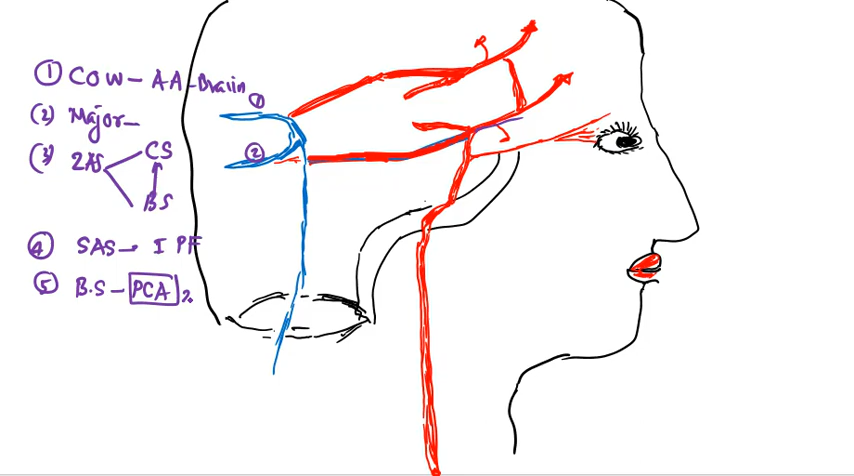 ① COW - AA - Brain
(2) Major -
(3) 2AS CS
BS
④ SAS → I PF
⑤ B.S - PCA 2
①
②